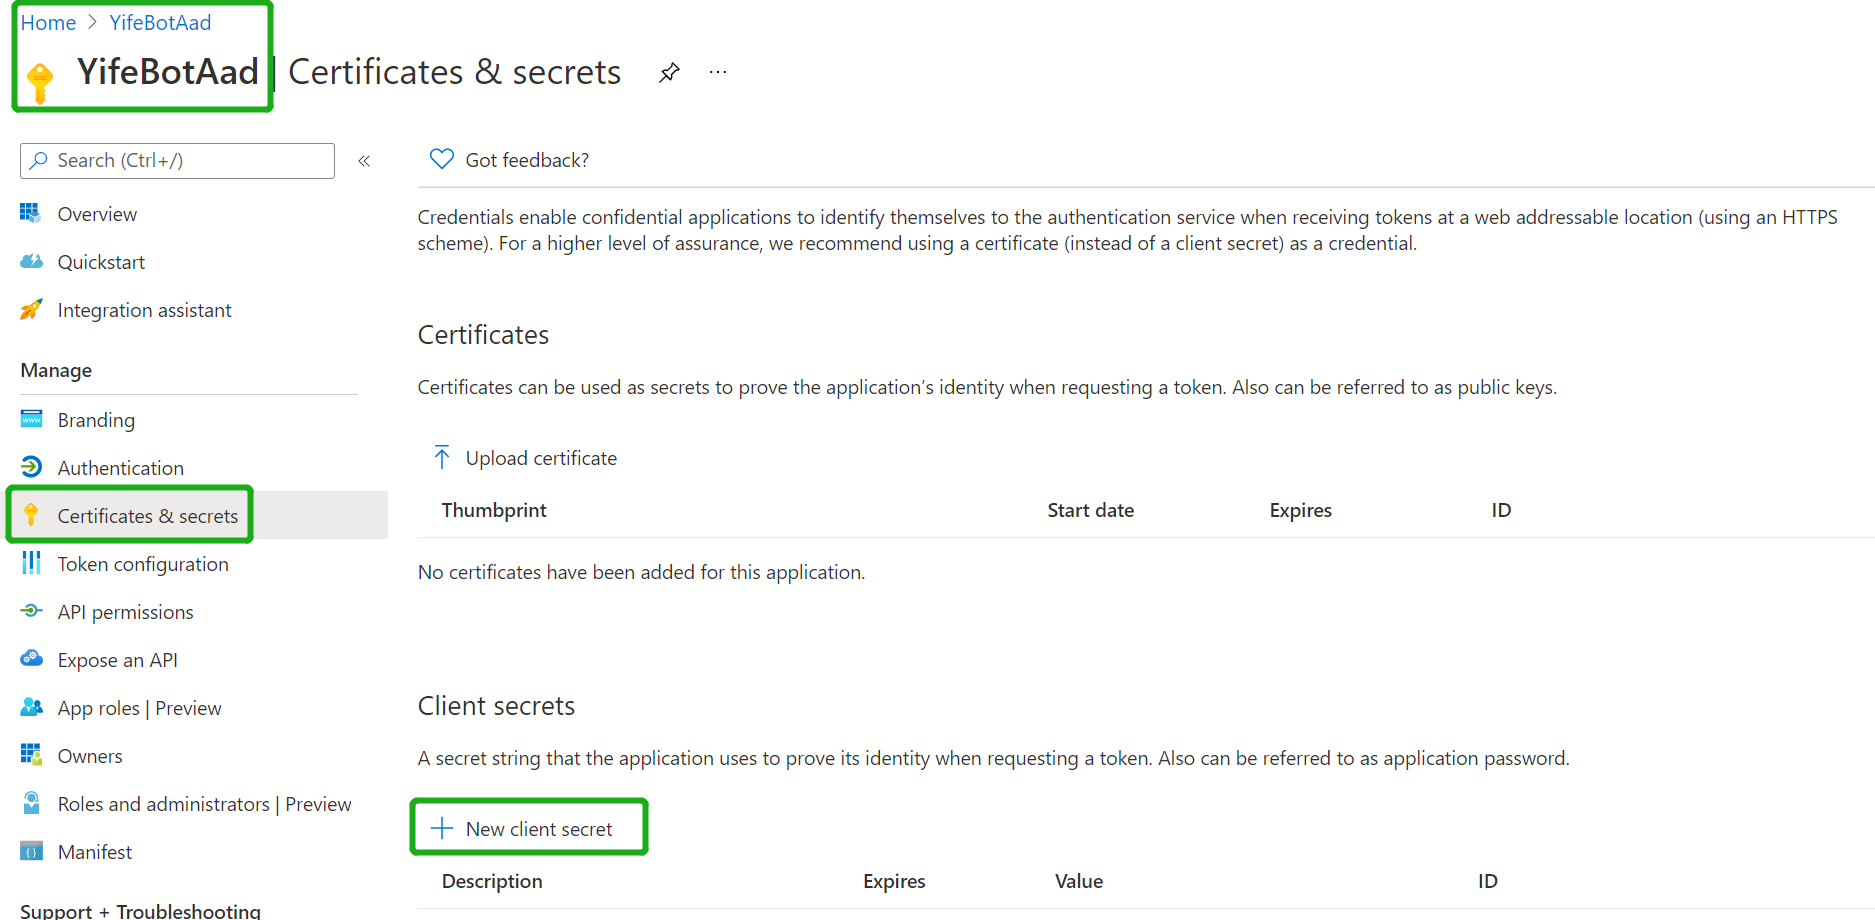 Home > YifeBotAad
YifeBotAad | Certificates & secrets ...
Search (Ctrl+/) «
Overview
Quickstart
Integration assistant
Manage
Branding
Authentication
Certificates & secrets
Token configuration
API permissions
Expose an API
App roles | Preview
Owners
Roles and administrators | Preview
Manifest
Support + Troubleshooting
Got feedback?
Credentials enable confidential applications to identify themselves to the authentication service when receiving tokens at a web addressable location (using an HTTPS
scheme). For a higher level of assurance, we recommend using a certificate (instead of a client secret) as a credential.
Certificates
Certificates can be used as secrets to prove the application’s identity when requesting a token. Also can be referred to as public keys.
Upload certificate
Thumbprint Start date Expires ID
No certificates have been added for this application.
Client secrets
A secret string that the application uses to prove its identity when requesting a token. Also can be referred to as application password.
New client secret
Description Expires Value ID